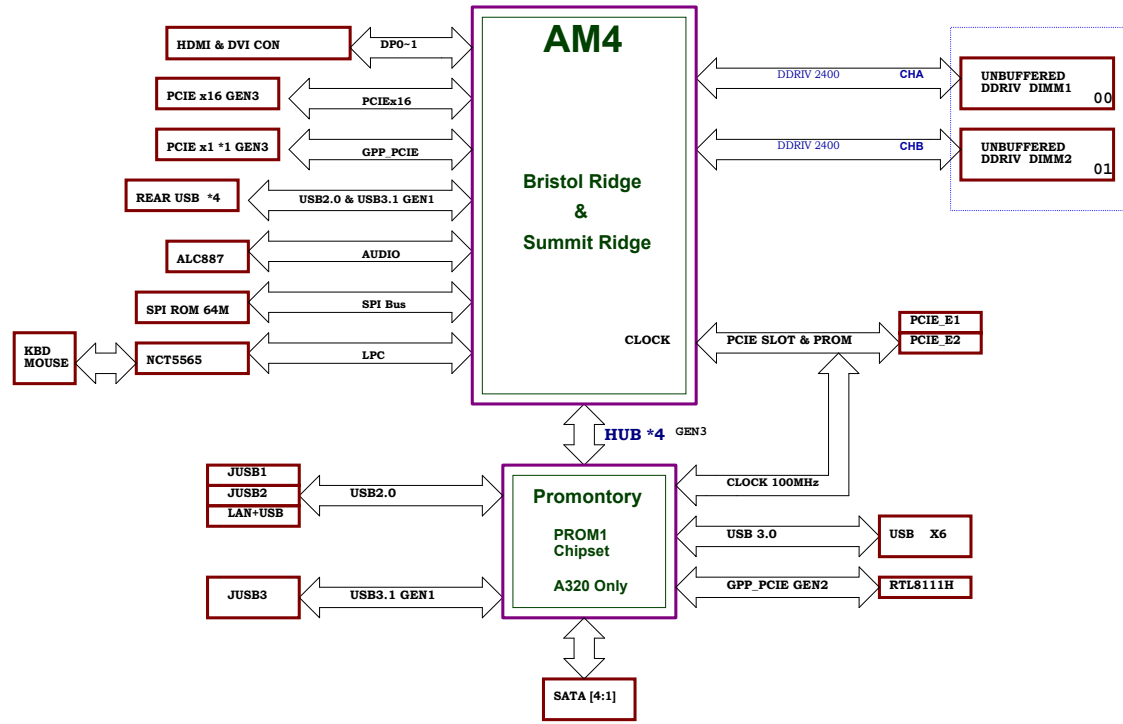 AM4
HDMI & DVI CON
DP0~1
DDRIV 2400
CHA
UNBUFFERED
DDRIV DIMM1
00
PCIE x16 GEN3
PCIEx16
PCIE x1 *1 GEN3
GPP_PCIE
DDRIV 2400
CHB
UNBUFFERED
DDRIV DIMM2
01
Bristol Ridge
&
Summit Ridge
REAR USB *4
USB2.0 & USB3.1 GEN1
ALC887
AUDIO
SPI ROM 64M
SPI Bus
KBD
MOUSE
NCT5565
LPC
CLOCK
PCIE SLOT & PROM
PCIE_E1
PCIE_E2
HUB *4
GEN3
JUSB1
JUSB2
LAN+USB
USB2.0
Promontory
PROM1
Chipset
A320 Only
CLOCK 100MHz
USB 3.0
USB X6
GPP_PCIE GEN2
RTL8111H
JUSB3
USB3.1 GEN1
SATA [4:1]